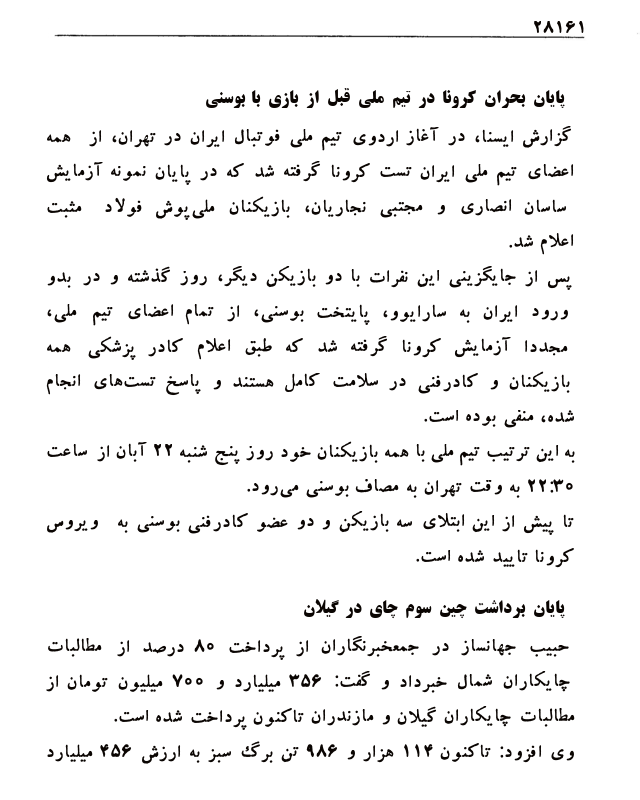 ۲۸۱۶۱
پایان بحران کرونا در تیم ملی قبل از بازی با بوسنی
گزارش ایسنا، در آغاز اردوی تیم ملی فوتبال ایران در تهران، از همه
اعضای تیم ملی ایران تست کرونا گرفته شد که در پایان نمونه آزمایش
ساسان انصاری و مجتبی نجاریان، بازیکنان ملی‌پوش فولاد مثبت
اعلام شد.
پس از جایگزینی این نفرات با دو بازیکن دیگر، روز گذشته و در بدو
ورود ایران به سارایوو، پایتخت بوسنی، از تمام اعضای تیم ملی،
مجددا آزمایش کرونا گرفته شد که طبق اعلام کادر پزشکی همه
بازیکنان و کادرفنی در سلامت کامل هستند و پاسخ تست‌های انجام
شده، منفی بوده است.
به این ترتیب تیم ملی با همه بازیکنان خود روز پنج شنبه ۲۲ آبان از ساعت
۲۲:۳۰ به وقت تهران به مصاف بوسنی می‌رود.
تا پیش از این ابتلای سه بازیکن و دو عضو کادرفنی بوسنی به ویروس
کرونا تایید شده است.
پایان برداشت چین سوم چای در گیلان
حبیب جهانساز در جمعخبرنگاران از پرداخت ۸۰ درصد از مطالبات
چایکاران شمال خبرداد و گفت: ۳۵۶ میلیارد و ۷۰۰ میلیون تومان از
مطالبات چایکاران گیلان و مازندران تاکنون پرداخت شده است.
وی افزود: تاکنون ۱۱۴ هزار و ۹۸۶ تن برگ سبز به ارزش ۴۵۶ میلیارد